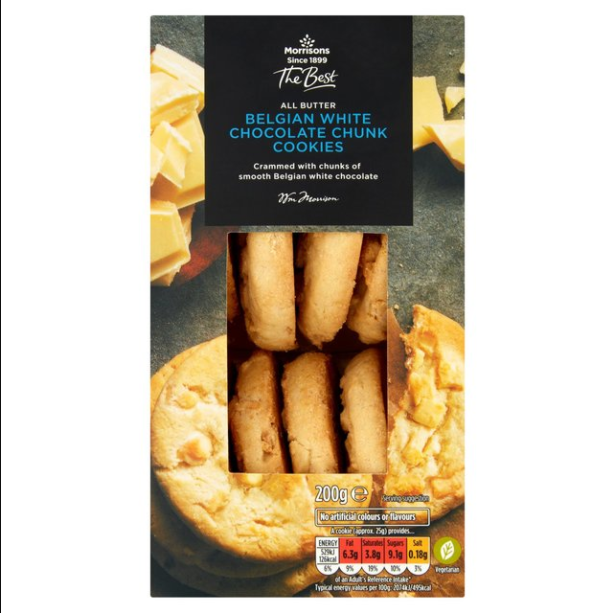 Morrisons
Since 1899
The Best
ALL BUTTER
BELGIAN WHITE
CHOCOLATE CHUNK
COOKIES
Crammed with chunks of
smooth Belgian white chocolate
Wm Morrison
200g e
Serving suggestion
No artificial colours or flavours
A cookie (approx. 25g) provides...
ENERGY Fat Saturates Sugars Salt
529kJ 6.3g 3.8g 9.1g 0.18g
126kcal
6% 9% 19% 10% 3%
Vegetarian
of an Adult's Reference Intake*
Typical energy values per 100g: 2074kJ/495kcal